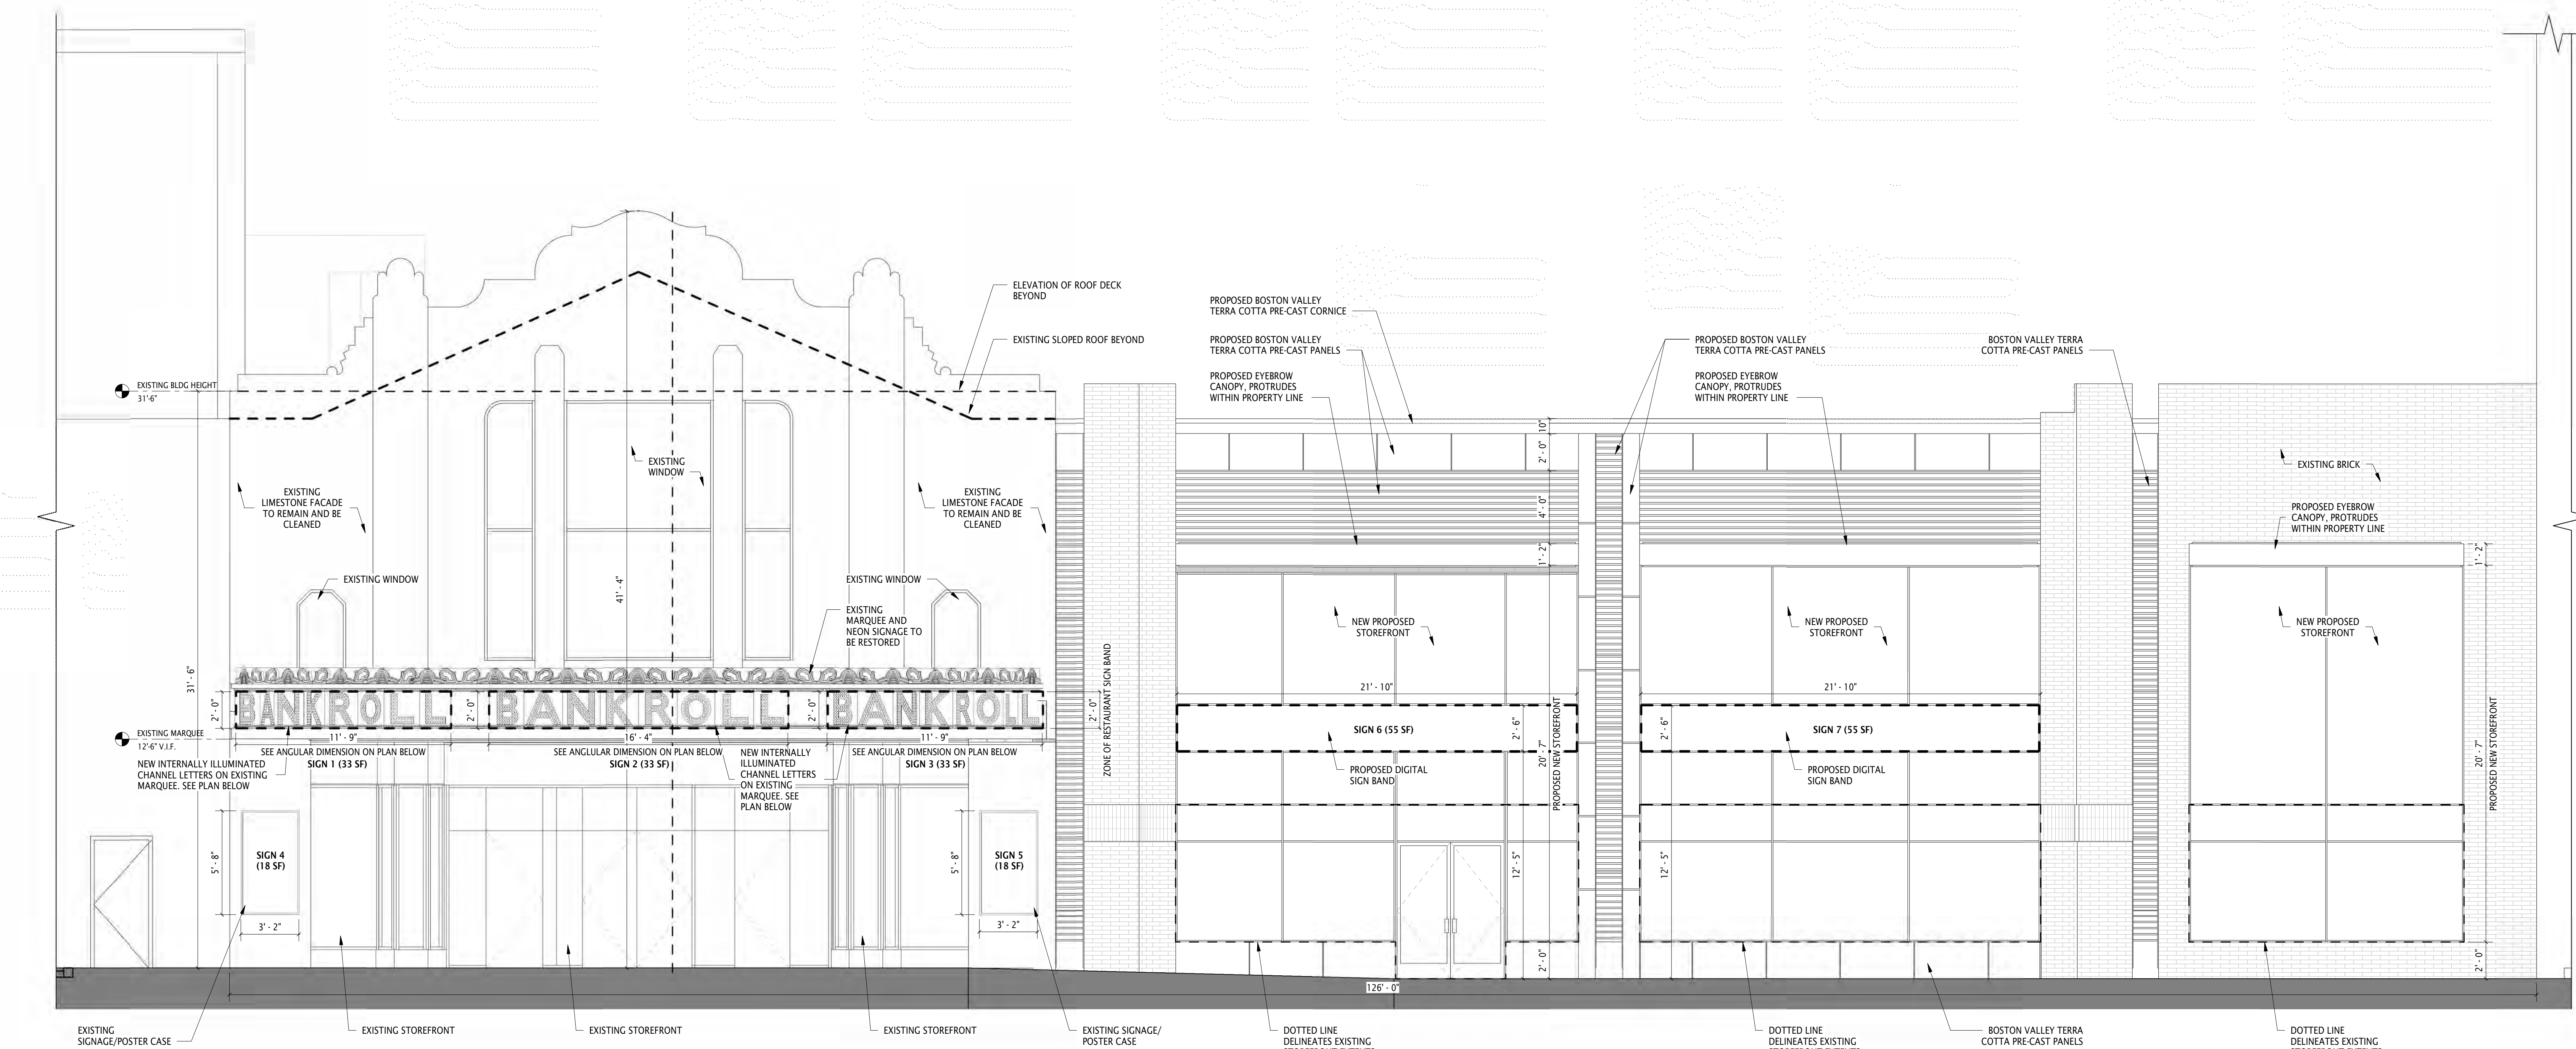 ELEVATION OF ROOF DECK
BEYOND
EXISTING SLOPED ROOF BEYOND
PROPOSED BOSTON VALLEY
TERRA COTTA PRE-CAST CORNICE
PROPOSED BOSTON VALLEY
TERRA COTTA PRE-CAST PANELS
PROPOSED EYEBROW
CANOPY, PROTRUDES
WITHIN PROPERTY LINE
PROPOSED BOSTON VALLEY
TERRA COTTA PRE-CAST PANELS
PROPOSED EYEBROW
CANOPY, PROTRUDES
WITHIN PROPERTY LINE
BOSTON VALLEY TERRA
COTTA PRE-CAST PANELS
EXISTING BLDG HEIGHT
31'-6"
10"
2' - 0"
4' - 0"
1' - 2"
EXISTING
WINDOW
EXISTING
LIMESTONE FACADE
TO REMAIN AND BE
CLEANED
EXISTING
LIMESTONE FACADE
TO REMAIN AND BE
CLEANED
EXISTING BRICK
PROPOSED EYEBROW
CANOPY, PROTRUDES
WITHIN PROPERTY LINE
1' - 2"
EXISTING WINDOW
41' - 4"
EXISTING WINDOW
EXISTING
MARQUEE AND
NEON SIGNAGE TO
BE RESTORED
NEW PROPOSED
STOREFRONT
NEW PROPOSED
STOREFRONT
NEW PROPOSED
STOREFRONT
31' - 6"
2' - 0"
BANKROLL
2' - 0"
BANKROLL
2' - 0"
BANKROLL
2' - 0"
ZONE OF RESTAURANT SIGN BAND
21' - 10"
21' - 10"
SIGN 6 (55 SF)
2' - 6"
SIGN 7 (55 SF)
2' - 6"
PROPOSED DIGITAL
SIGN BAND
PROPOSED DIGITAL
SIGN BAND
20' - 7"
PROPOSED NEW STOREFRONT
20' - 7"
PROPOSED NEW STOREFRONT
EXISTING MARQUEE
12'-6" V.I.F.
11' - 9"
SEE ANGULAR DIMENSION ON PLAN BELOW
SIGN 1 (33 SF)
16' - 4"
SEE ANGLULAR DIMENSION ON PLAN BELOW
SIGN 2 (33 SF)
11' - 9"
SEE ANGULAR DIMENSION ON PLAN BELOW
SIGN 3 (33 SF)
NEW INTERNALLY ILLUMINATED
CHANNEL LETTERS ON EXISTING
MARQUEE. SEE PLAN BELOW
NEW INTERNALLY
ILLUMINATED
CHANNEL LETTERS
ON EXISTING
MARQUEE. SEE
PLAN BELOW
5' - 8"
SIGN 4
(18 SF)
3' - 2"
5' - 8"
SIGN 5
(18 SF)
3' - 2"
12' - 5"
12' - 5"
2' - 0"
2' - 0"
126' - 0"
EXISTING
SIGNAGE/POSTER CASE
EXISTING STOREFRONT
EXISTING STOREFRONT
EXISTING STOREFRONT
EXISTING SIGNAGE/
POSTER CASE
DOTTED LINE
DELINEATES EXISTING
DOTTED LINE
DELINEATES EXISTING
BOSTON VALLEY TERRA
COTTA PRE-CAST PANELS
DOTTED LINE
DELINEATES EXISTING